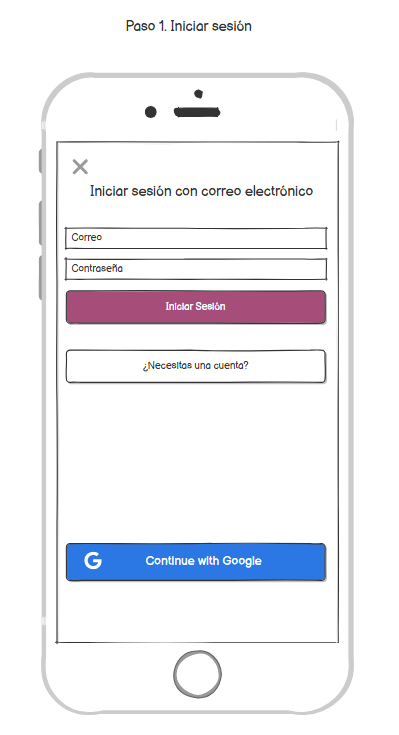 Paso 1. Iniciar sesión
Iniciar sesión con correo electrónico
Correo
Contraseña
Iniciar Sesión
¿Necesitas una cuenta?
G
Continue with Google